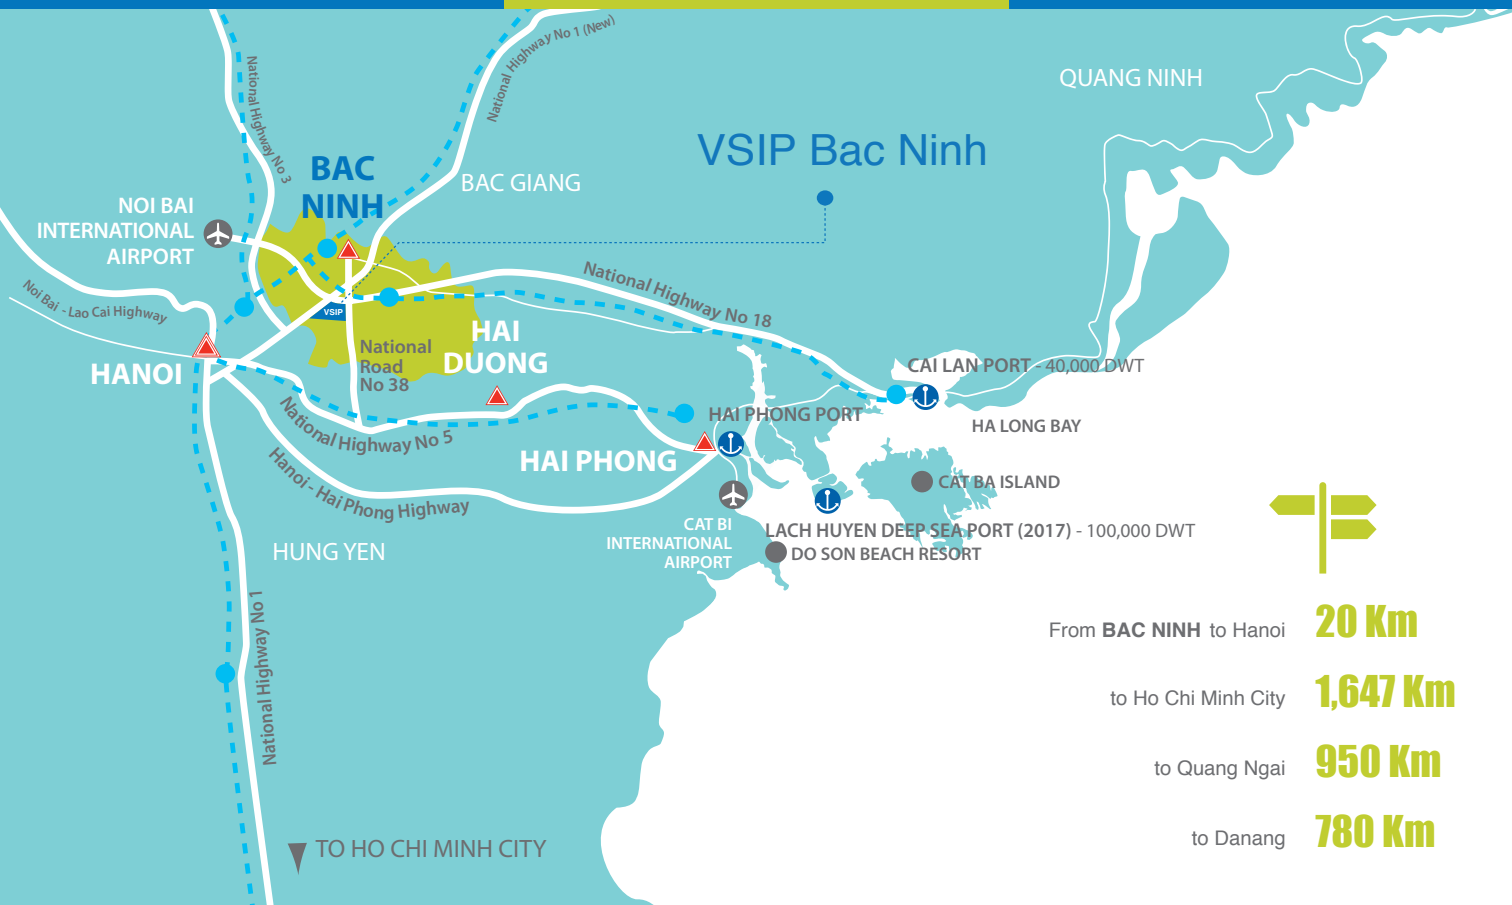 QUANG NINH
National Highway No 1 (New)
National Highway No 3
VSIP Bac Ninh
BAC
NINH
BAC GIANG
NOI BAI
INTERNATIONAL
AIRPORT
Noi Bai - Lao Cai Highway
National Highway No 18
VSIP
HANOI
National
Road
No 38
HAI
DUONG
CAI LAN PORT - 40,000 DWT
National Highway No 5
HAI PHONG PORT
HA LONG BAY
Hanoi - Hai Phong Highway
HAI PHONG
CAT BA ISLAND
CAT BI
INTERNATIONAL
AIRPORT
LACH HUYEN DEEP SEA PORT (2017) - 100,000 DWT
DO SON BEACH RESORT
HUNG YEN
National Highway No 1
TO HO CHI MINH CITY
From BAC NINH to Hanoi 20 Km
to Ho Chi Minh City 1,647 Km
to Quang Ngai 950 Km
to Danang 780 Km